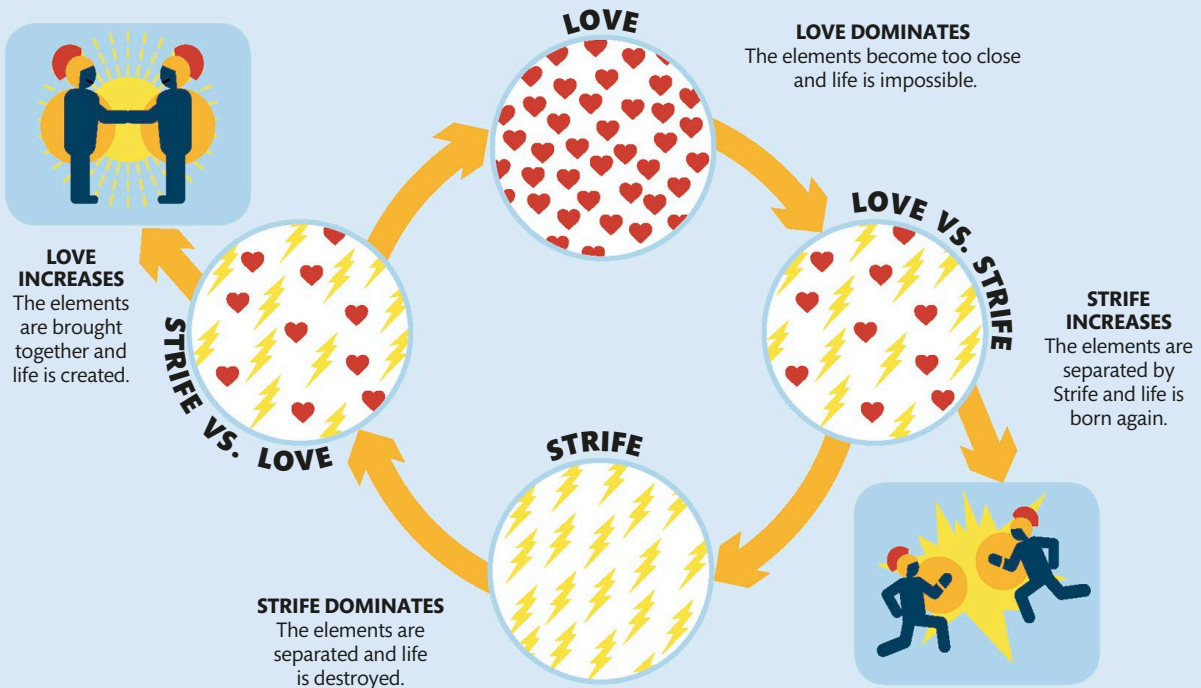 LOVE
LOVE DOMINATES
The elements become too close
and life is impossible.
LOVE VS. STRIFE
STRIFE
INCREASES
The elements are
separated by
Strife and life is
born again.
STRIFE
STRIFE DOMINATES
The elements are
separated and life
is destroyed.
STRIFE VS. LOVE
LOVE
INCREASES
The elements
are brought
together and
life is created.